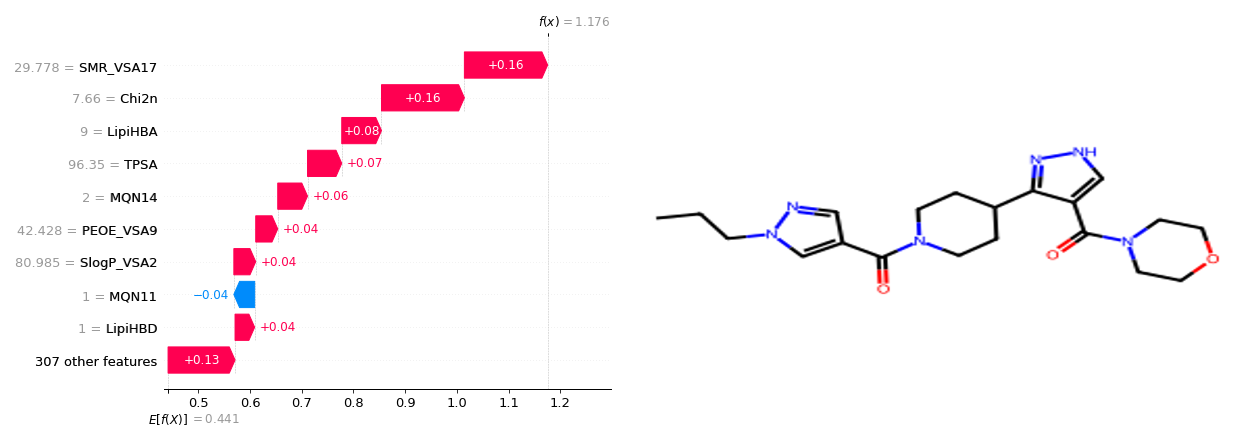 f(x) = 1.176
29.778 = SMR_VSA17
+0.16
7.66 = Chi2n
+0.16
9 = LipiHBA
+0.08
96.35 = TPSA
+0.07
2 = MQN14
+0.06
42.428 = PEOE_VSA9
+0.04
80.985 = SlogP_VSA2
+0.04
1 = MQN11
−0.04
1 = LipiHBD
+0.04
307 other features
+0.13
0.5 0.6 0.7 0.8 0.9 1.0 1.1 1.2
E[f(X)] = 0.441
N NH
N
N
N
N
O
O
O